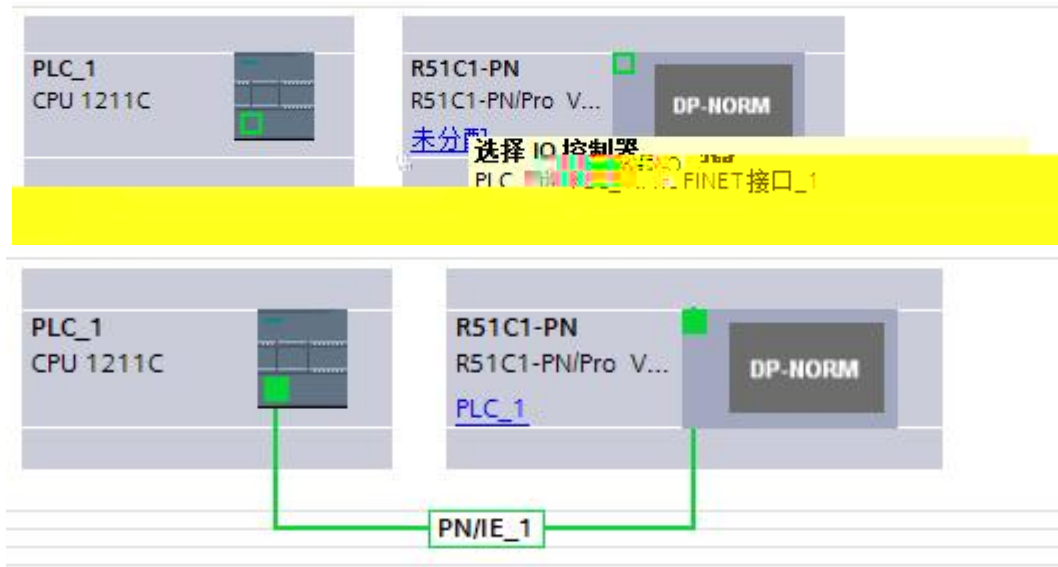 PLC_1
CPU 1211C
R51C1-PN
R51C1-PN/Pro V...
未分配
DP-NORM
选择 IO 控制器
PLC
FINET接口_1
PLC_1
CPU 1211C
R51C1-PN
R51C1-PN/Pro V...
PLC_1
DP-NORM
PN/IE_1